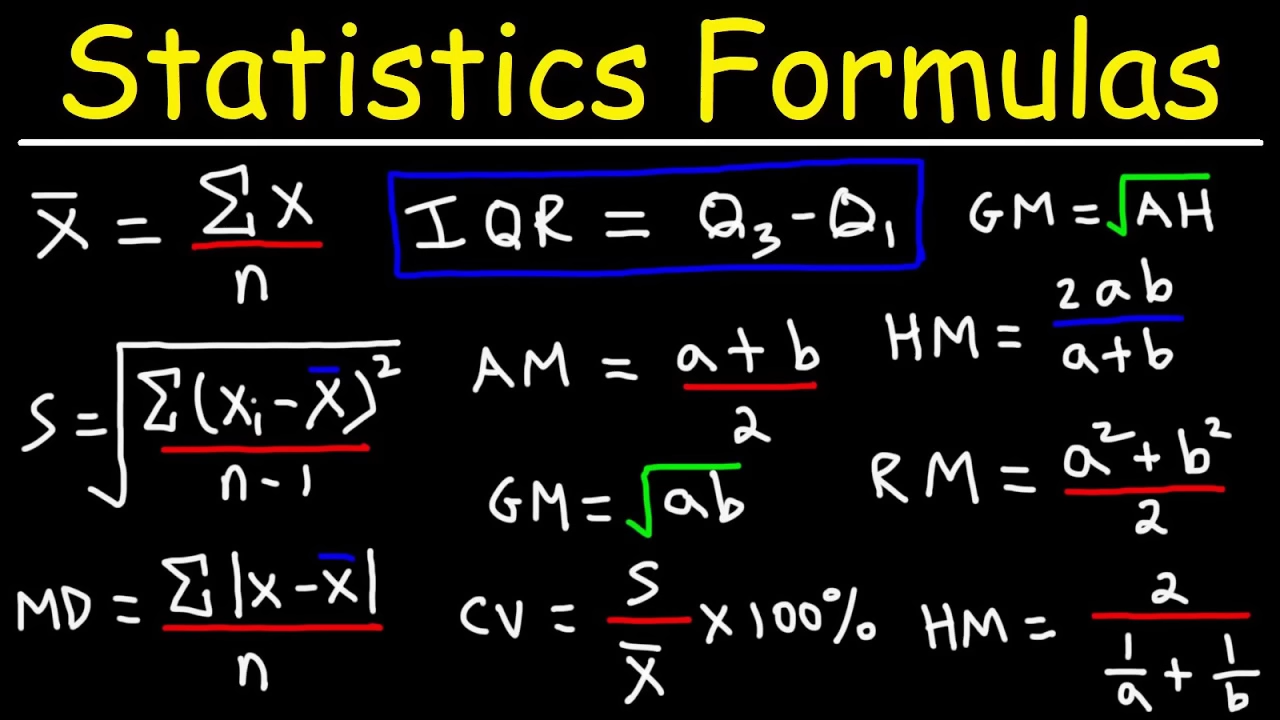 Statistics Formulas
x̄ = Σx / n
IQR = Q₃ - Q₁
GM = √AH
S = √(Σ(xᵢ - x̄)² / n-1)
AM = a+b / 2
HM = 2ab / a+b
GM = √ab
RM = a²+b² / 2
MD = Σ|x - x̄| / n
CV = S / x̄ × 100%
HM = 2 / (1/a + 1/b)